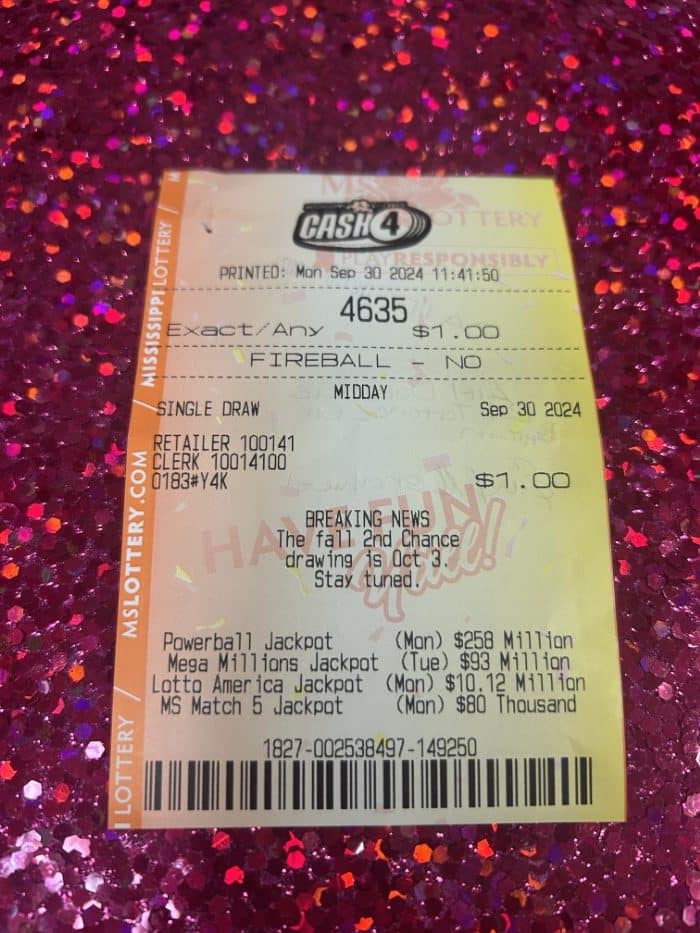 MS LOTTERY
CASH 4
PLAY RESPONSIBLY
PRINTED: Mon Sep 30 2024 11:41:50
4635
Exact/Any $1.00
FIREBALL - NO
MIDDAY
SINGLE DRAW Sep 30 2024
RETAILER 100141
CLERK 10014100
0183#Y4K $1.00
HAVE FUN Y'all!
BREAKING NEWS
The fall 2nd Chance
drawing is Oct 3.
Stay tuned.
Powerball Jackpot (Mon) $258 Million
Mega Millions Jackpot (Tue) $93 Million
Lotto America Jackpot (Mon) $10.12 Million
MS Match 5 Jackpot (Mon) $80 Thousand
1827-002538497-149250
LOTTERY / MSLOTTERY.COM / MISSISSIPPI LOTTERY /